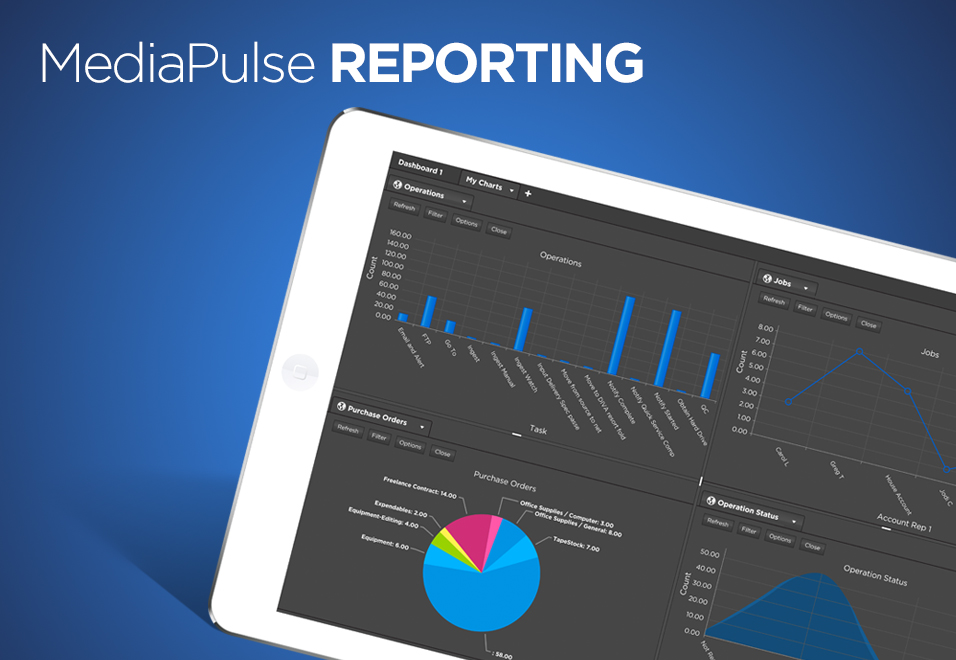 MediaPulse REPORTING
Dashboard 1
My Charts
Operations
Refresh
Filter
Options
Close
Operations
160.00
140.00
120.00
100.00
80.00
60.00
40.00
20.00
0.00
Count
Email and Alert
FTP
Go To
Ingest
Ingest Manual
Ingest Watch
Input Delivery Spec passe
Move from source to net
Move to DIVA resort fold
Notify Complete
Notify Quick Service Comp
Notify Started
Obtain Hard Drive
QC
Task
Jobs
Refresh
Filter
Options
Close
Jobs
8.00
7.00
6.00
5.00
4.00
3.00
2.00
1.00
0.00
Count
Carol L
Greg T
House Account
Jodi C
Account Rep 1
Purchase Orders
Refresh
Filter
Options
Close
Purchase Orders
Freelance Contract: 14.00
Expendables: 2.00
Equipment-Editing: 4.00
Equipment: 6.00
Office Supplies / Computer: 3.00
Office Supplies / General: 8.00
TapeStock: 7.00
: 58.00
Operation Status
Refresh
Filter
Options
Close
Operation Status
50.00
40.00
30.00
20.00
10.00
0.00
Count